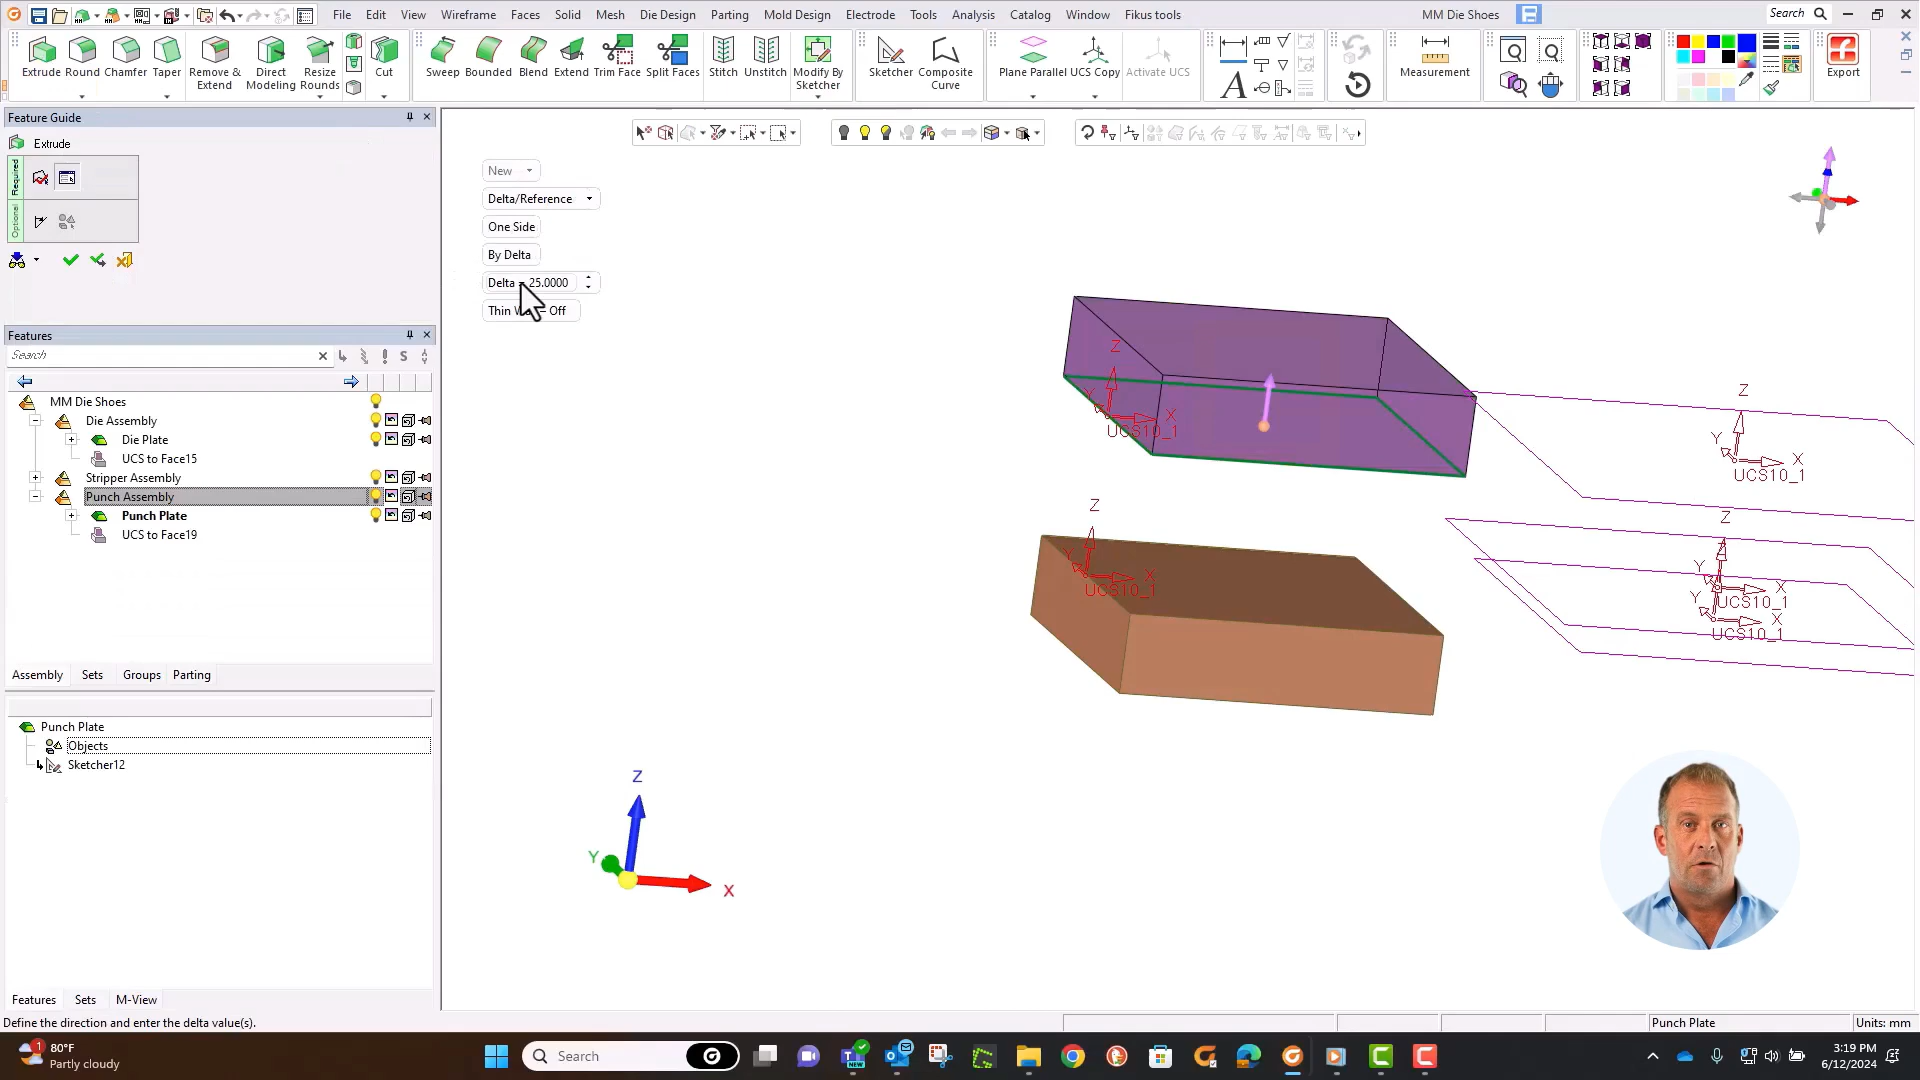 File Edit View Wireframe Faces Solid Mesh Die Design Parting Mold Design Electrode Tools Analysis Catalog Window Fikus tools MM Die Shoes Search
Extrude Round Chamfer Taper Remove & Extend Direct Modeling Resize Rounds Cut Sweep Bounded Blend Extend Trim Face Split Faces Stitch Unstitch Modify By Sketcher Sketcher Composite Curve Plane Parallel UCS Copy Activate UCS Measurement Export
Feature Guide
Extrude
Required
Optional
New
Delta/Reference
One Side
By Delta
Delta = 25.0000
Off
Features
Search
S
MM Die Shoes
Die Assembly
Die Plate
UCS to Face15
Stripper Assembly
Punch Assembly
Punch Plate
UCS to Face19
Assembly Sets Groups Parting
Punch Plate
Objects
Sketcher12
Features Sets M-View
Z
X
UCS10_1
Z
Y
X
UCS10_1
Z
X
UCS10_1
Z
Y
X
UCS10_1
Y
X
UCS10_1
Z
Y
X
Define the direction and enter the delta value(s).
Punch Plate
Units: mm
1
80°F
Partly cloudy
Search
NEW
3:19 PM
6/12/2024